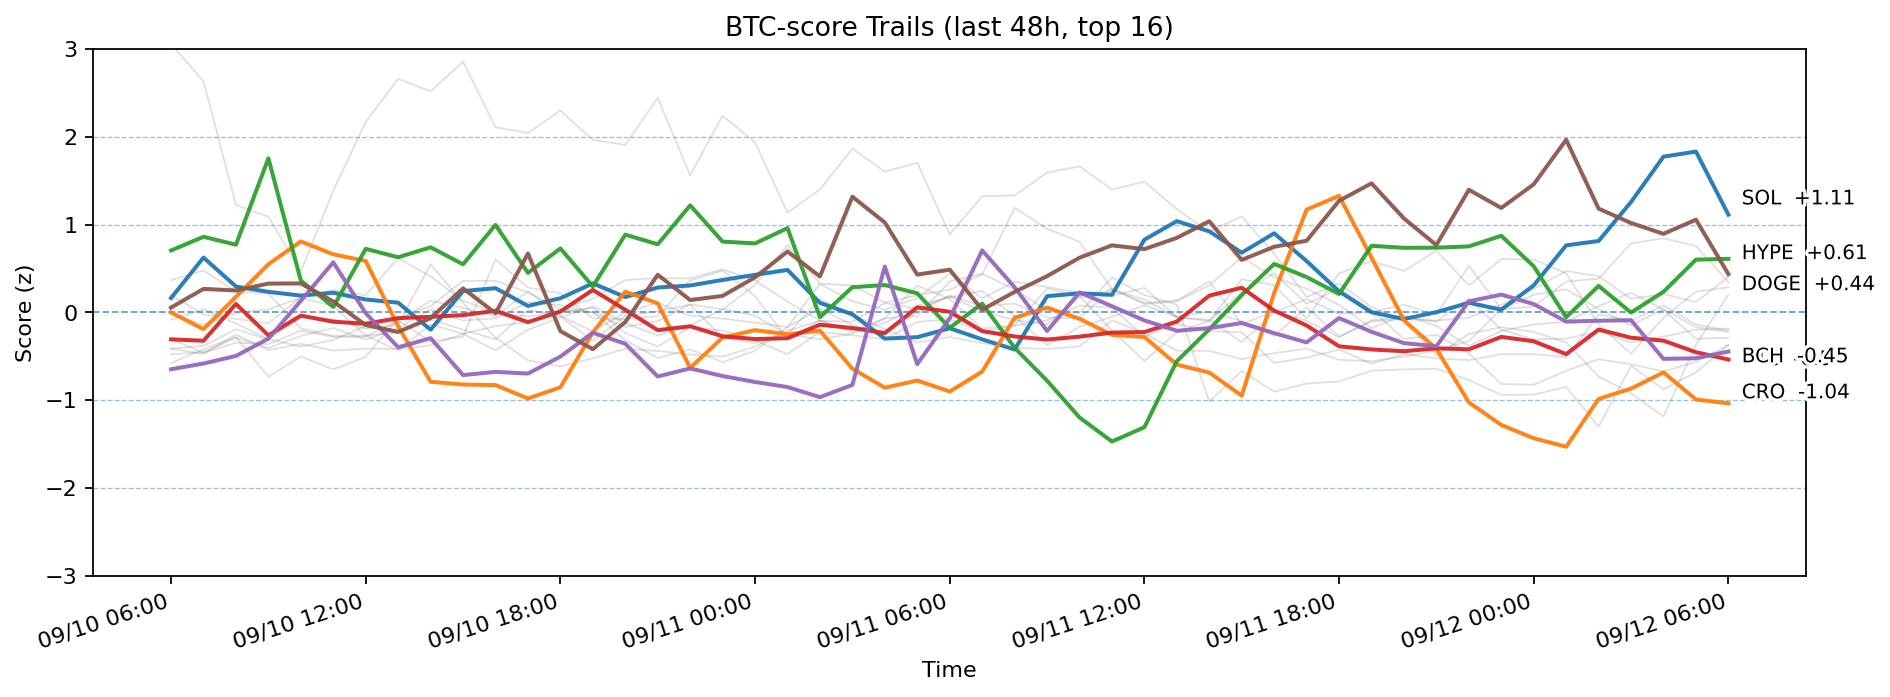 BTC-score Trails (last 48h, top 16)
Score (z)
3
2
1
0
−1
−2
−3
SOL +1.11
HYPE +0.61
DOGE +0.44
BCH -0.45
CRO -1.04
09/10 06:00
09/10 12:00
09/10 18:00
09/11 00:00
09/11 06:00
09/11 12:00
09/11 18:00
09/12 00:00
09/12 06:00
Time